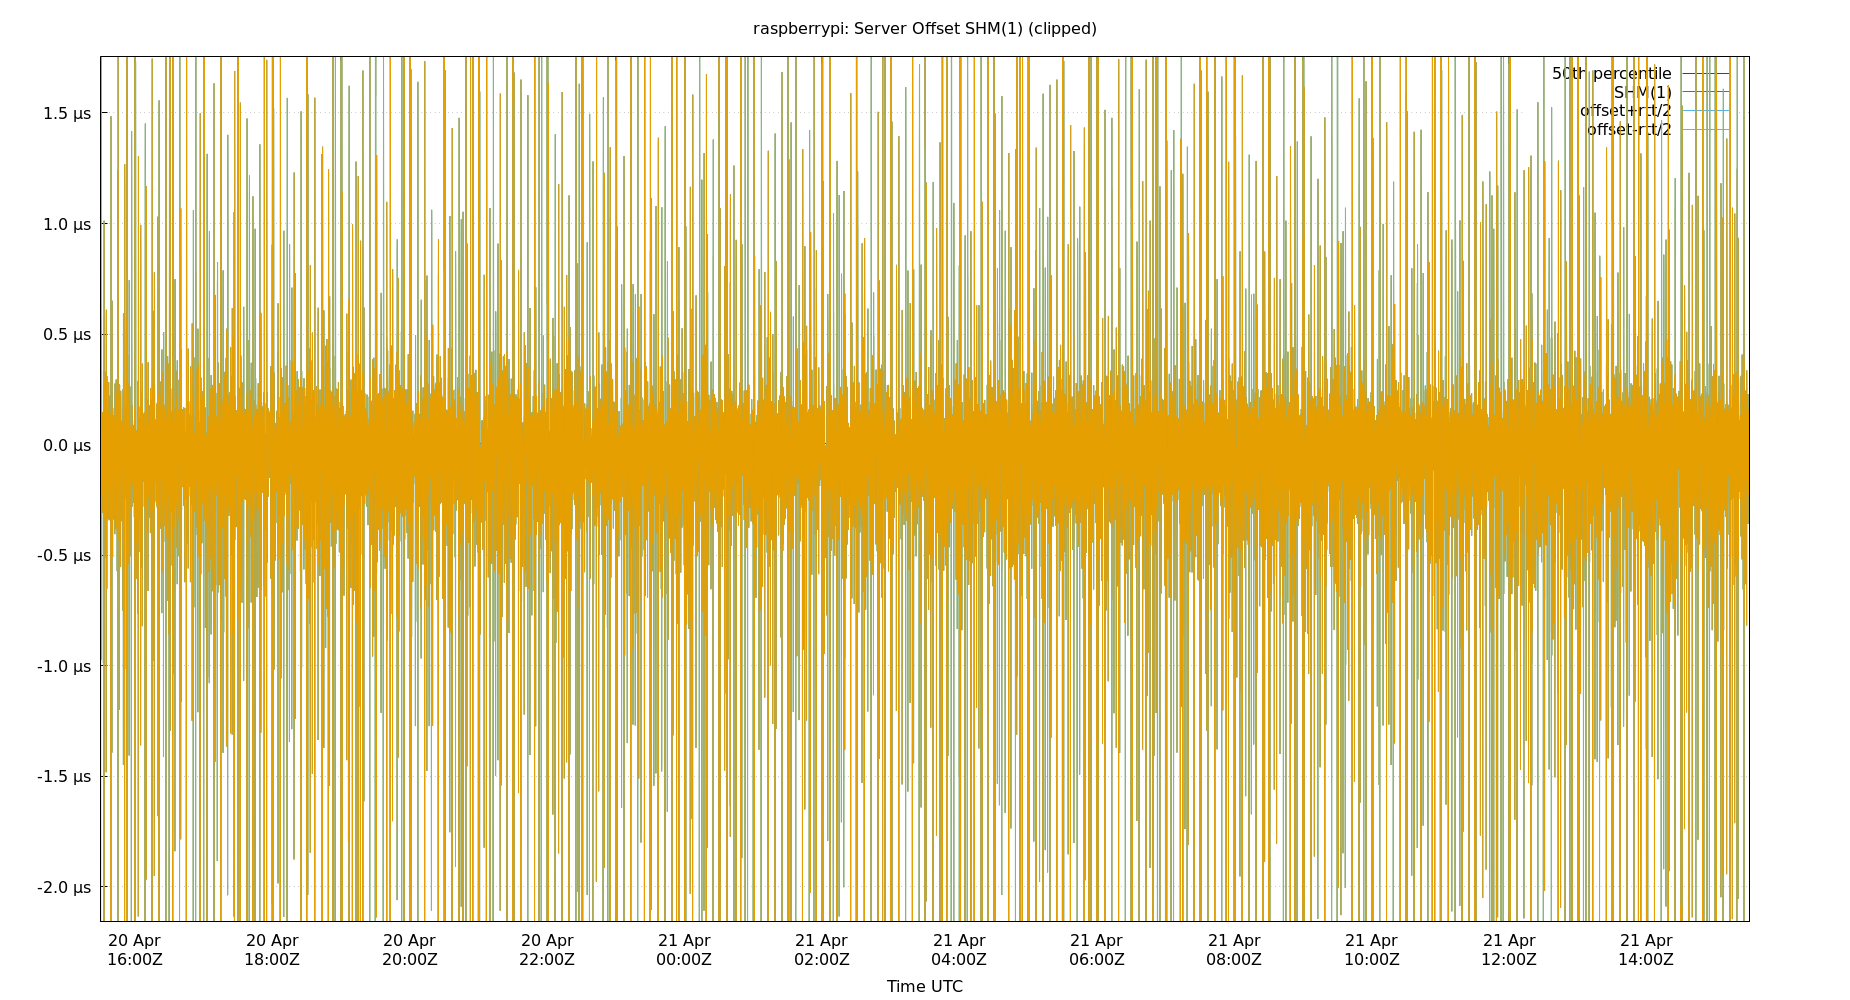 raspberrypi: Server Offset SHM(1) (clipped)
50th percentile
SHM(1)
offset+rtt/2
offset-rtt/2
1.5 µs
1.0 µs
0.5 µs
0.0 µs
-0.5 µs
-1.0 µs
-1.5 µs
-2.0 µs
20 Apr 20 Apr 20 Apr 20 Apr 21 Apr 21 Apr 21 Apr 21 Apr 21 Apr 21 Apr 21 Apr 21 Apr
16:00Z 18:00Z 20:00Z 22:00Z 00:00Z 02:00Z 04:00Z 06:00Z 08:00Z 10:00Z 12:00Z 14:00Z
Time UTC